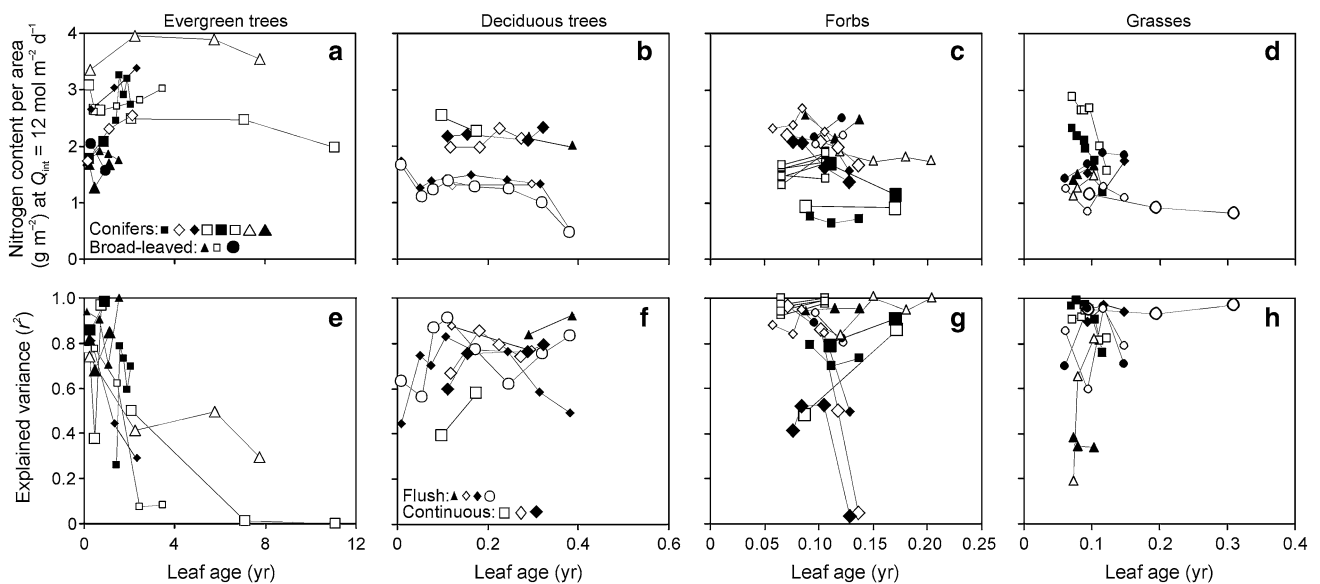 Evergreen trees
Deciduous trees
Forbs
Grasses
Nitrogen content per area
(g m⁻²) at Qint = 12 mol m⁻² d⁻¹
4
3
2
1
0
a
b
c
d
Conifers:
Broad-leaved:
Explained variance (r²)
1.0
0.8
0.6
0.4
0.2
0
e
f
g
h
Flush:
Continuous:
0 4 8 12
0 0.2 0.4 0.6
0 0.05 0.10 0.15 0.20 0.25
0 0.1 0.2 0.3 0.4
Leaf age (yr)
Leaf age (yr)
Leaf age (yr)
Leaf age (yr)